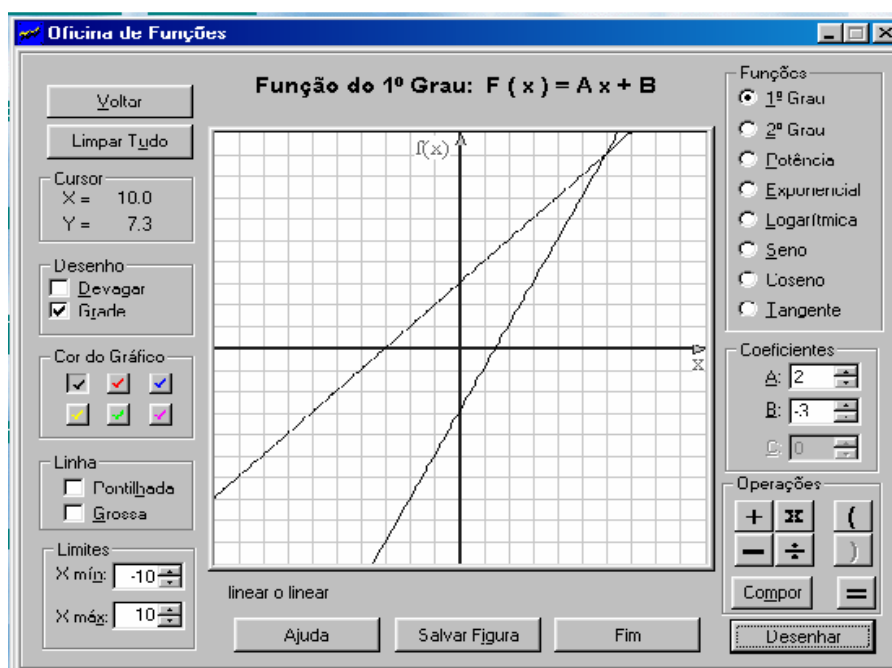 Oficina de Funções
Voltar
Limpar Tudo
Cursor
X = 10.0
Y = 7.3
Desenho
Devagar
Grade
Cor do Gráfico
Linha
Pontilhada
Grossa
Limites
X mín: -10
X máx: 10
Função do 1º Grau: F ( x ) = A x + B
f(x)
x
linear o linear
Ajuda
Salvar Figura
Fim
Funções
1º Grau
2º Grau
Potência
Exponencial
Logarítmica
Seno
Coseno
Tangente
Coeficientes
A: 2
B: -3
C: 0
Operações
+ x (
− ÷ )
Compor =
Desenhar